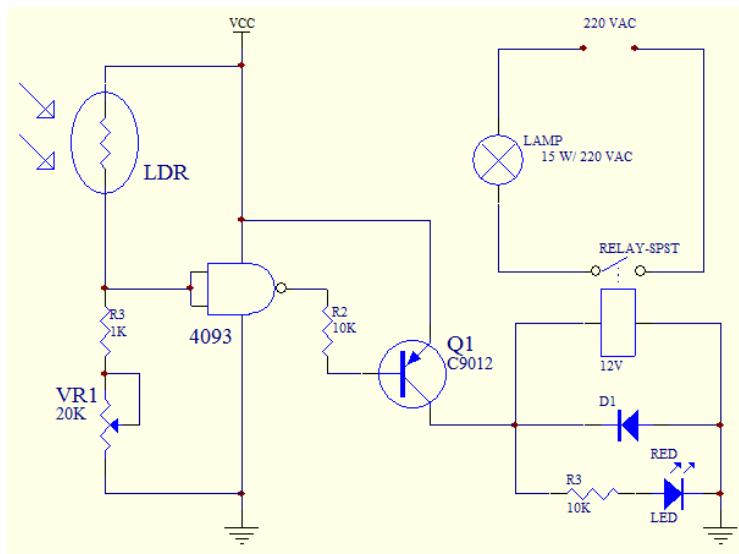 VCC
220 VAC
LAMP
15 W/ 220 VAC
LDR
RELAY-SPST
R3
1K
4093
R2
10K
Q1
C9012
12V
VR1
20K
D1
RED
R3
10K
LED